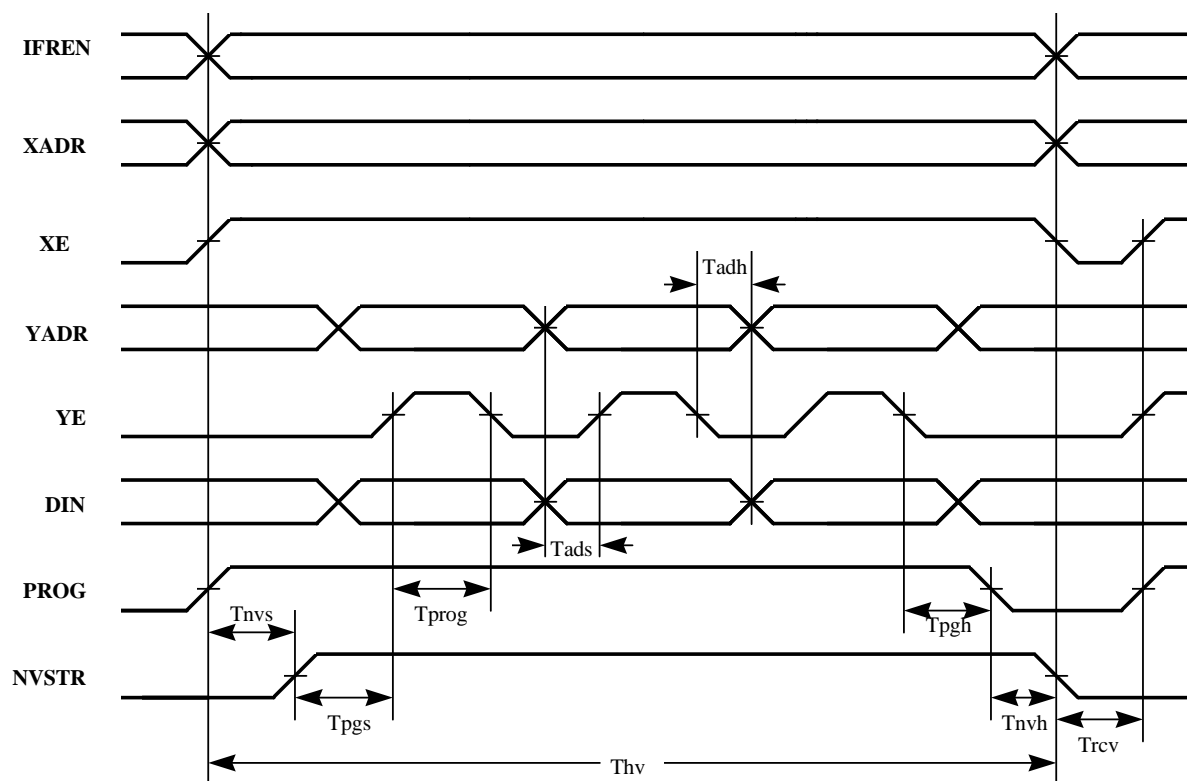 IFREN
XADR
XE
Tadh
YADR
YE
DIN
Tads
PROG
Tnvs
Tprog
Tpgh
NVSTR
Tpgs
Tnvh
Trcv
Thv